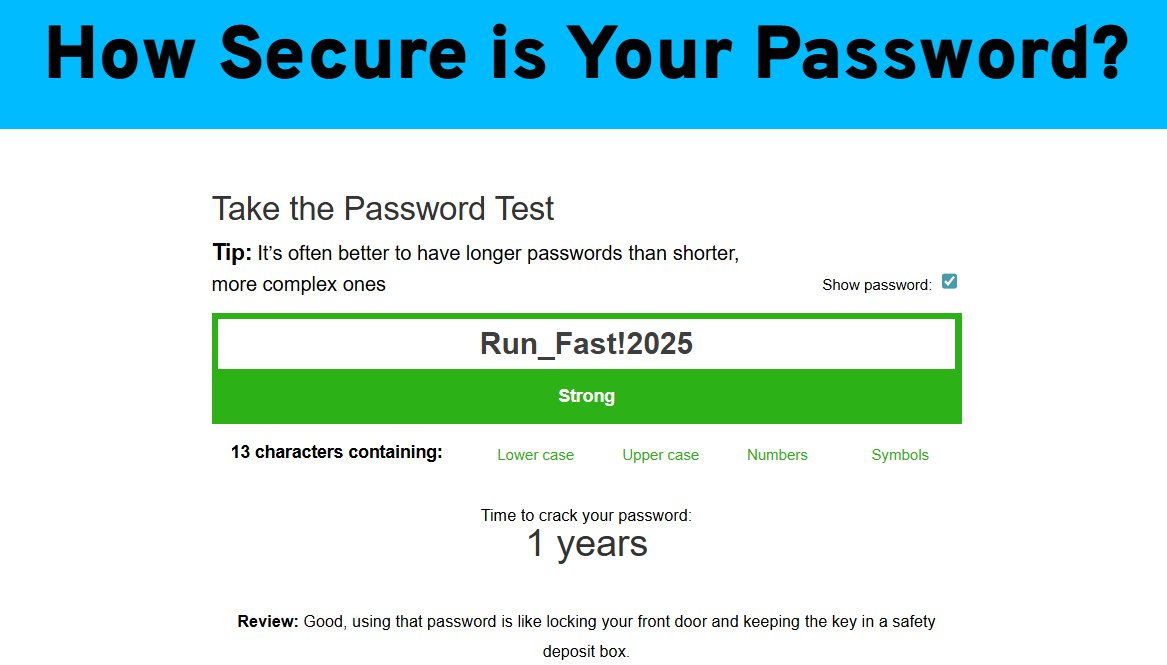 How Secure is Your Password?
Take the Password Test
Tip: It’s often better to have longer passwords than shorter,
more complex ones
Show password:
Run_Fast!2025
Strong
13 characters containing: Lower case Upper case Numbers Symbols
Time to crack your password:
1 years
Review: Good, using that password is like locking your front door and keeping the key in a safety
deposit box.